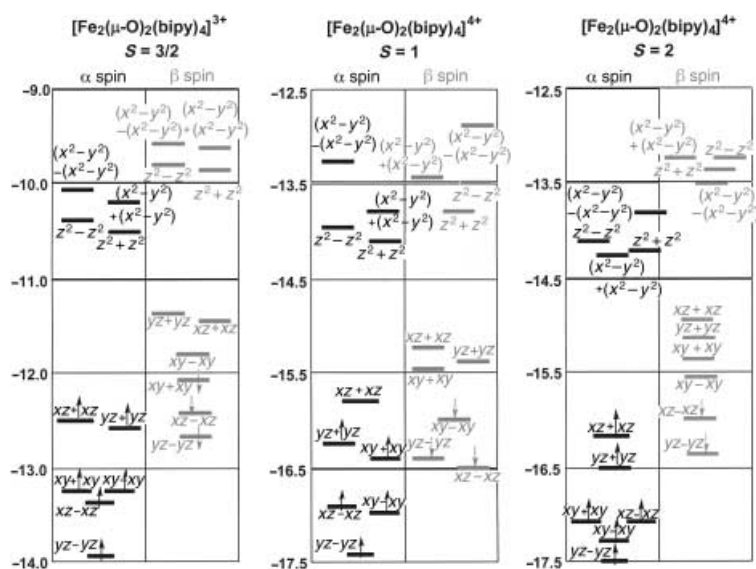 [Fe₂(μ-O)₂(bipy)₄]³⁺
S = 3/2
α spin β spin
−9.0
−10.0
−11.0
−12.0
−13.0
−14.0
(x²−y²) (x²−y²)
−(x²−y²)+(x²−y²)
(x²−y²)
−(x²−y²)
z²−z²
(x²−y²)
+(x²−y²)
z²+z²
z²−z² z²+z²
yz+yz xz+xz
xy−xy
xy+xy
xz−xz
xz+xz yz+yz
yz−yz
xy+xy xy−xy
xz−xz
yz−yz
[Fe₂(μ-O)₂(bipy)₄]⁴⁺
S = 1
α spin β spin
−12.5
−13.5
−14.5
−15.5
−16.5
−17.5
(x²−y²)
−(x²−y²)
(x²−y²)
+(x²−y²)
(x²−y²)
−(x²−y²)
z²−z²
(x²−y²)
+(x²−y²)
z²+z²
z²−z² z²+z²
xz+xz
yz+yz
xy+xy
xz+xz
xy−xy
yz+yz
xy+xy
yz−yz
xz−xz
xz−xz xy−xy
yz−yz
[Fe₂(μ-O)₂(bipy)₄]⁴⁺
S = 2
α spin β spin
−12.5
−13.5
−14.5
−15.5
−16.5
−17.5
(x²−y²)
+(x²−y²)
z²−z²
z²+z²
(x²−y²)
−(x²−y²)
(x²−y²)
−(x²−y²)
z²−z² z²+z²
(x²−y²)
+(x²−y²)
xz+xz
yz+yz
xy+xy
xy−xy
xz−xz
xz+xz
yz−yz
yz+yz
xy+xy xz−xz
xy−xy
yz−yz